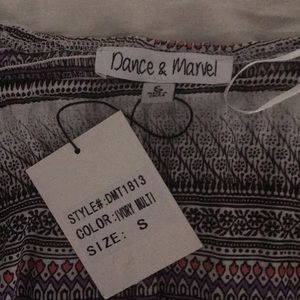 Dance & Marvel
S
STYLE#:DMT1813
COLOR:IVORY MULTI
SIZE: S